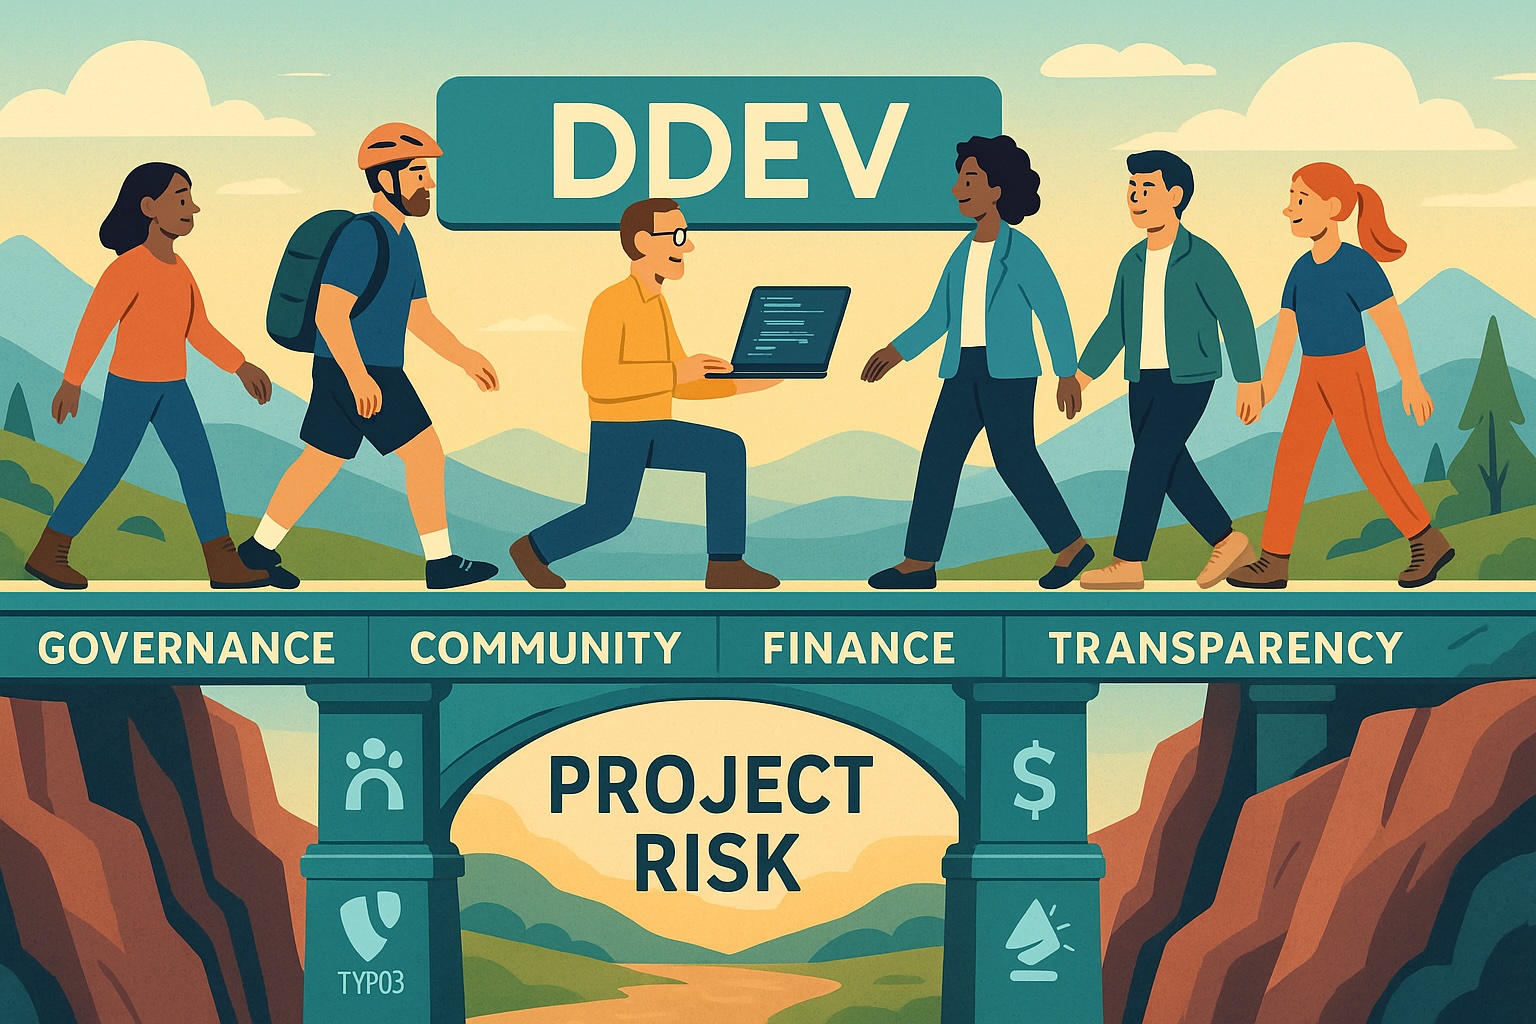 DDEV
GOVERNANCE COMMUNITY FINANCE TRANSPARENCY
PROJECT
RISK
$
TYPO3